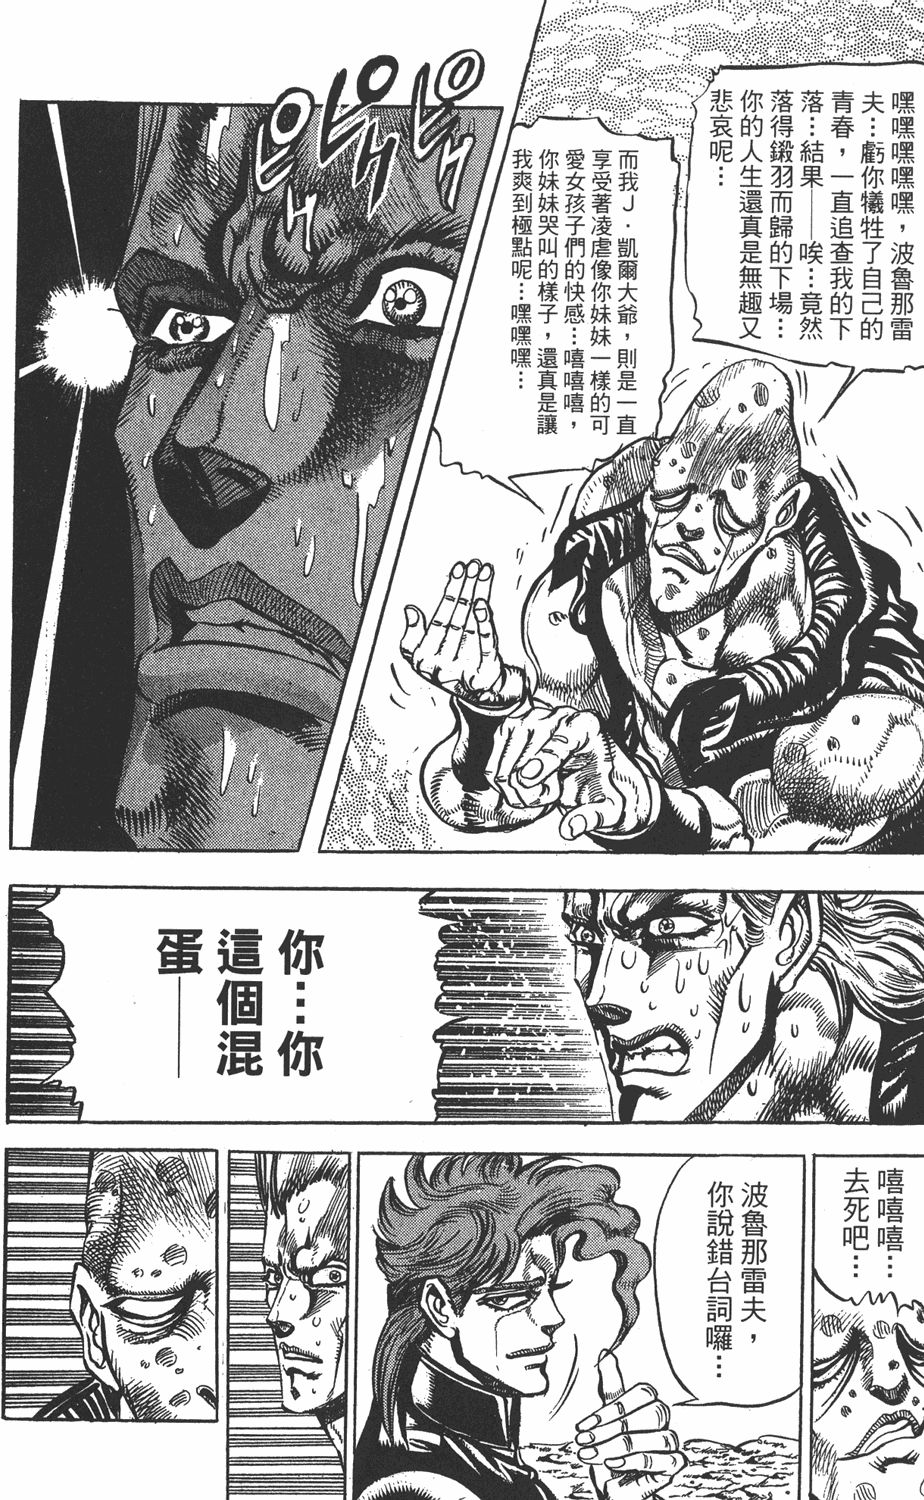 嘿嘿嘿嘿，波魯那雷
夫…虧你犧牲了自己的
青春，一直追查我的下
落…結果——唉…竟然
落得鎩羽而歸的下場…
你的人生還真是無趣又
悲哀呢…
而我J．凱爾大爺，則是一直
享受著凌虐像你妹妹一樣的可
愛女孩子們的快感…嘻嘻嘻，
你妹妹哭叫的樣子，還真是讓
我爽到極點呢…嘿嘿嘿…
ピピピ
你…你
這個混
蛋——
嘻嘻嘻…
去死吧…
波魯那雷夫，
你說錯台詞囉…